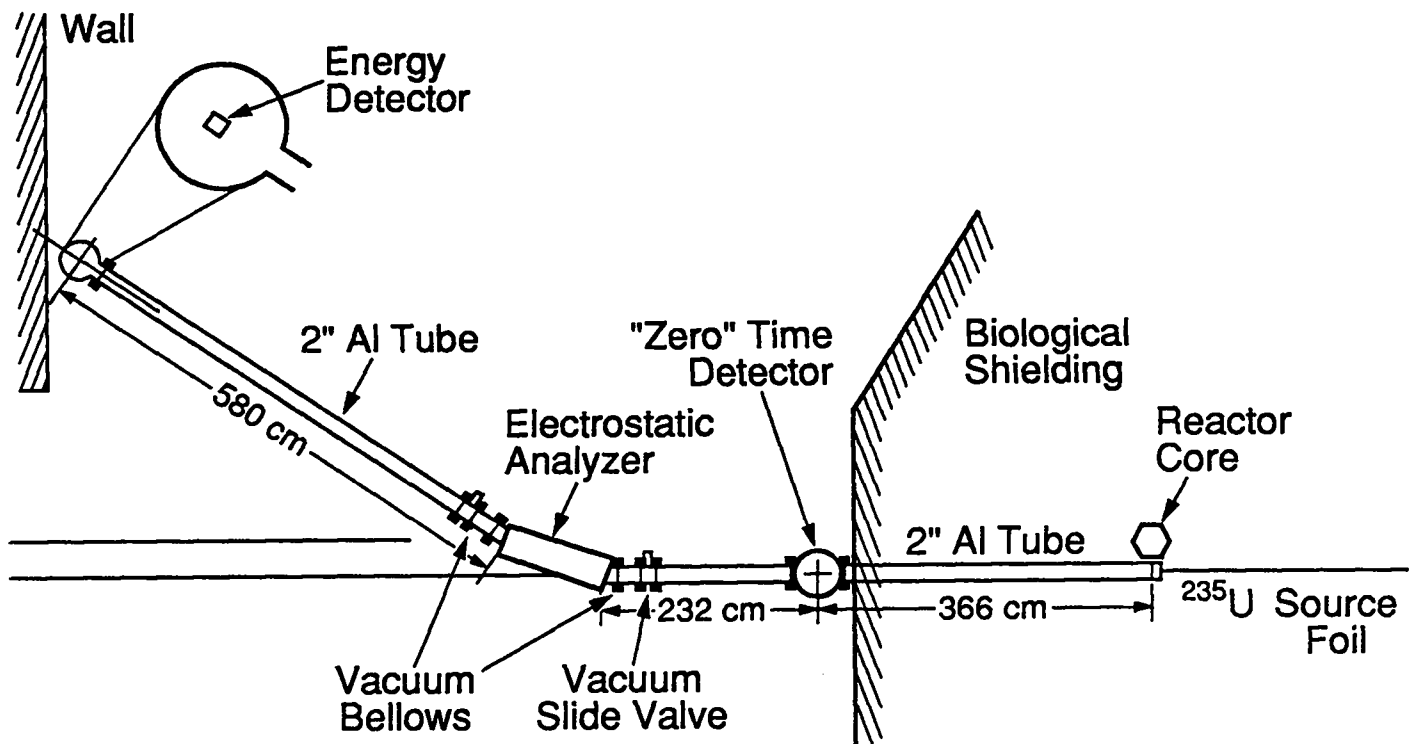 Wall
Energy
Detector
2" Al Tube
"Zero" Time
Detector
Biological
Shielding
580 cm
Electrostatic
Analyzer
Reactor
Core
2" Al Tube
232 cm
366 cm
235U Source
Foil
Vacuum
Bellows
Vacuum
Slide Valve